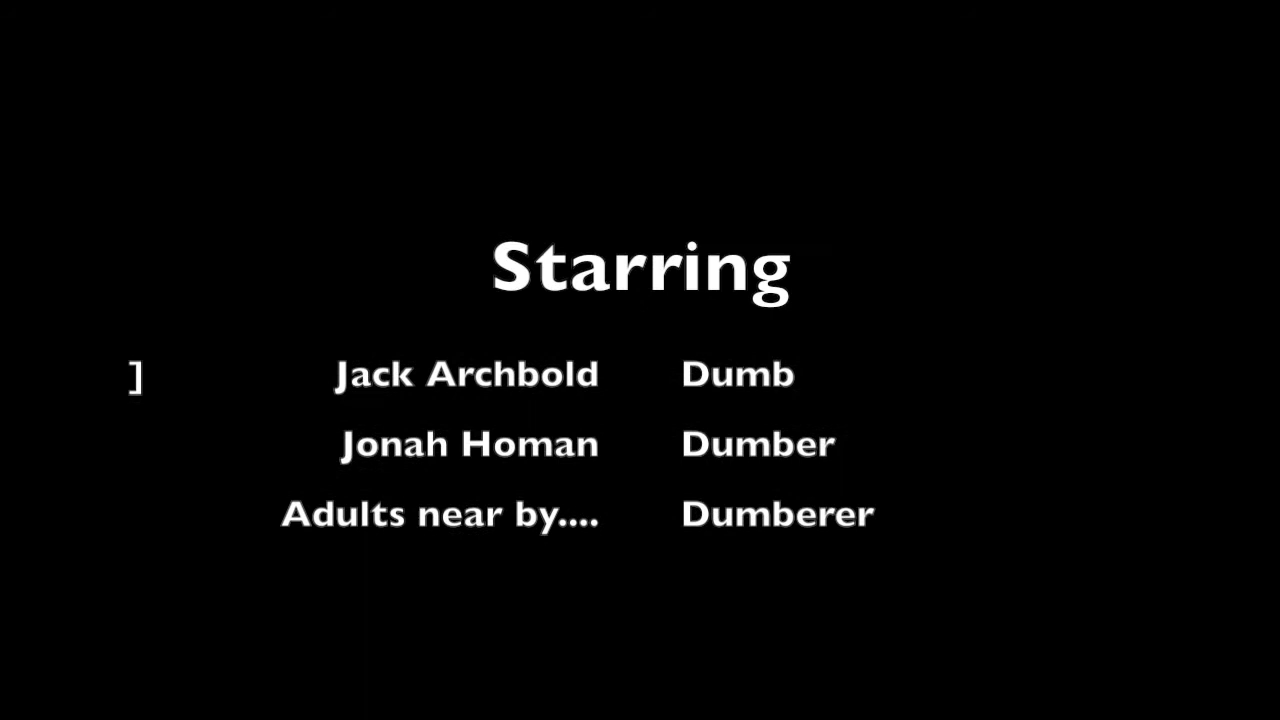 Starring
] Jack Archbold Dumb
Jonah Homan Dumber
Adults near by.... Dumberer